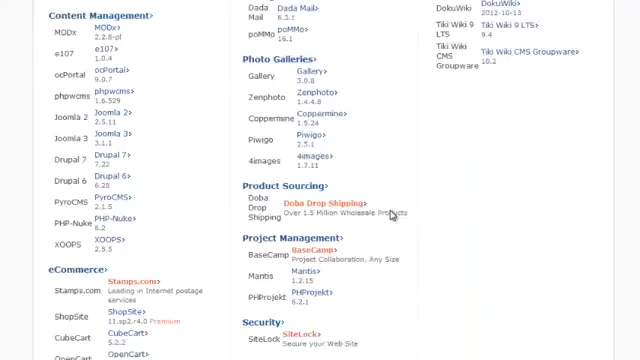 Content Management›
MODx
MODx›
2.2.8-pl
e107
e107›
1.0.4
ocPortal
ocPortal›
9.0.7
phpwcms
phpwcms›
1.6.529
Joomla 2
Joomla 2›
2.5.11
Joomla 3
Joomla 3›
3.1.1
Drupal 7
Drupal 7›
7.22
Drupal 6
Drupal 6›
6.28
PyroCMS
PyroCMS›
2.1.5
PHP-Nuke
PHP-Nuke›
6.2
XOOPS
XOOPS›
2.5.5
eCommerce›
Stamps.com
Stamps.com›
Leading in Internet postage
services
ShopSite
ShopSite›
11.sp2.r4.0 Premium
CubeCart
CubeCart›
5.2.2
OpenCart
OpenCart›
Dada
Mail
Dada Mail›
6.3.1
poMMo
poMMo›
16.1
Photo Galleries›
Gallery
Gallery›
3.0.8
Zenphoto
Zenphoto›
1.4.4.8
Coppermine
Coppermine›
1.5.24
Piwigo
Piwigo›
2.5.1
4images
4images›
1.7.11
Product Sourcing›
Doba
Drop
Shipping
Doba Drop Shipping›
Over 1.5 Million Wholesale Products
Project Management›
BaseCamp
BaseCamp›
Project Collaboration, Any Size
Mantis
Mantis›
1.2.15
PHProjekt
PHProjekt›
6.2.1
Security›
SiteLock
SiteLock›
Secure your Web Site
DokuWiki
DokuWiki›
2012-10-13
Tiki Wiki 9
LTS
Tiki Wiki 9 LTS›
9.4
Tiki Wiki
CMS
Groupware
Tiki Wiki CMS Groupware›
10.2